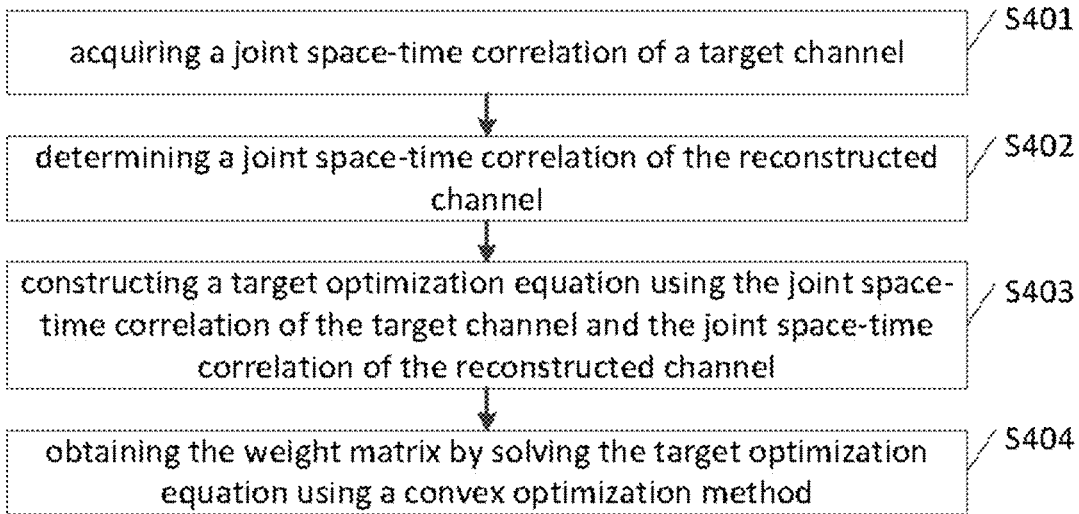 acquiring a joint space-time correlation of a target channel
S401
determining a joint space-time correlation of the reconstructed
channel
S402
constructing a target optimization equation using the joint space-
time correlation of the target channel and the joint space-time
correlation of the reconstructed channel
S403
obtaining the weight matrix by solving the target optimization
equation using a convex optimization method
S404